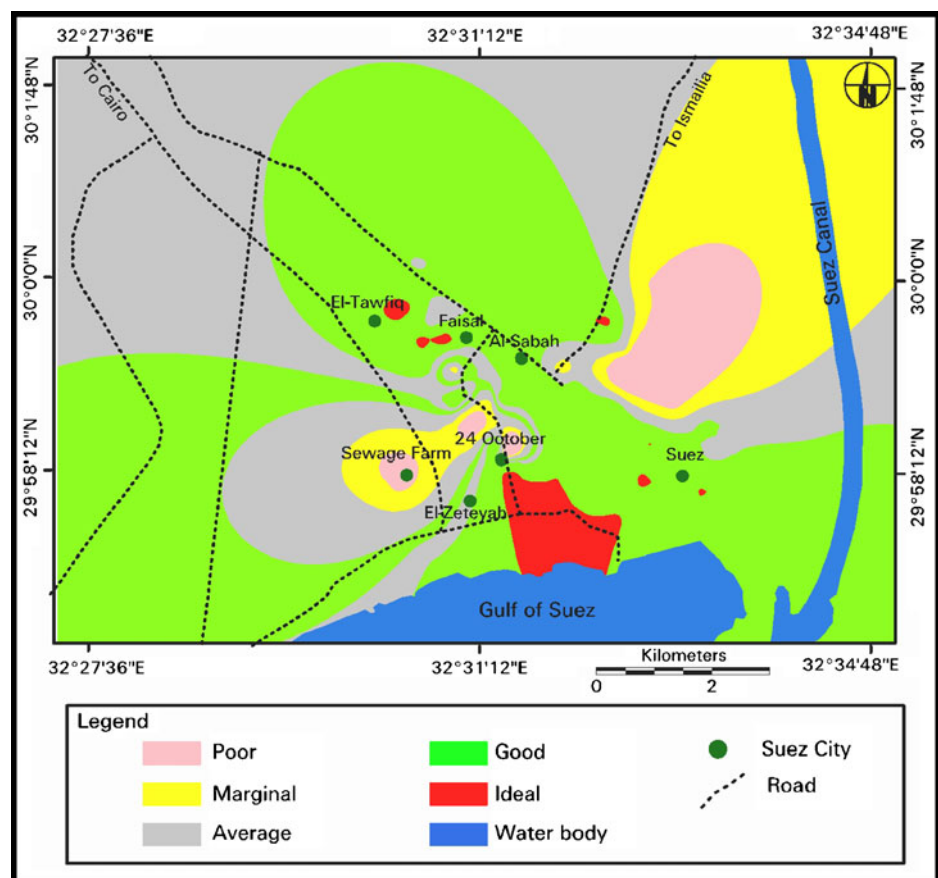 32°27'36"E 32°31'12"E 32°34'48"E
30°1'48"N
30°1'48"N
To Cairo
To Ismailia
N
Suez Canal
30°0'0"N
30°0'0"N
El-Tawfiq
Faisal
Al-Sabah
24 October
Sewage Farm
Suez
29°58'12"N
29°58'12"N
El-Zeteyah
Gulf of Suez
32°27'36"E 32°31'12"E 32°34'48"E
Kilometers
0 2
Legend
Poor Good Suez City
Marginal Ideal Road
Average Water body